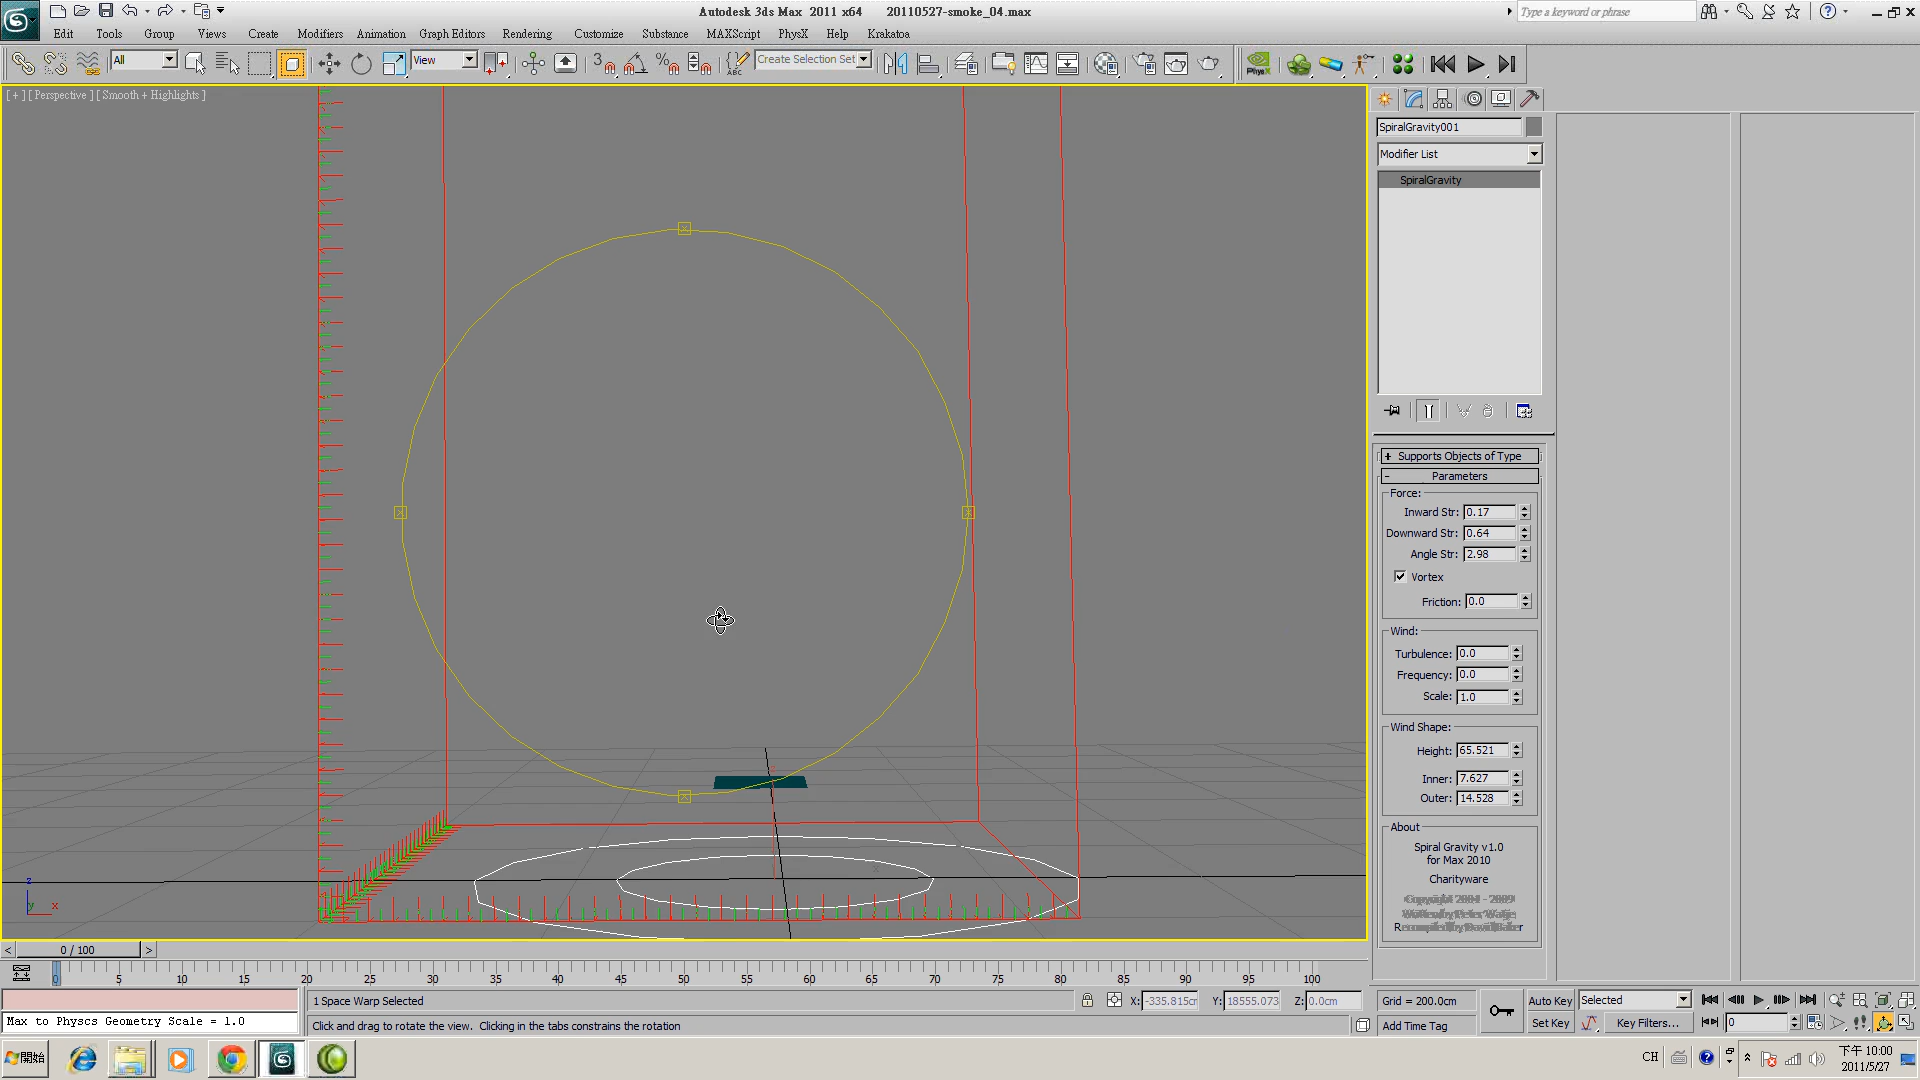 Autodesk 3ds Max 2011 x64 20110527-smoke_04.max
Type a keyword or phrase
Edit Tools Group Views Create Modifiers Animation Graph Editors Rendering Customize Substance MAXScript PhysX Help Krakatoa
All View 3 Create Selection Set PhysX
[ + ] [ Perspective ] [ Smooth + Highlights ]
SpiralGravity001
Modifier List
SpiralGravity
+ Supports Objects of Type
- Parameters
Force:
Inward Str: 0.17
Downward Str: 0.64
Angle Str: 2.98
Vortex
Friction: 0.0
Wind:
Turbulence: 0.0
Frequency: 0.0
Scale: 1.0
Wind Shape:
Height: 65.521
Inner: 7.627
Outer: 14.528
About
Spiral Gravity v1.0
for Max 2010
Charityware
Copyright 2004 - 2009
z
y x
< 0 / 100 >
0 5 10 15 20 25 30 35 40 45 50 55 60 65 70 75 80 85 90 95 100
1 Space Warp Selected X: -335.815cm Y: 18555.073 Z: 0.0cm Grid = 200.0cm Auto Key Selected
Max to Physcs Geometry Scale = 1.0 Click and drag to rotate the view. Clicking in the tabs constrains the rotation Add Time Tag Set Key Key Filters... 0
開始 CH 下午 10:00
2011/5/27